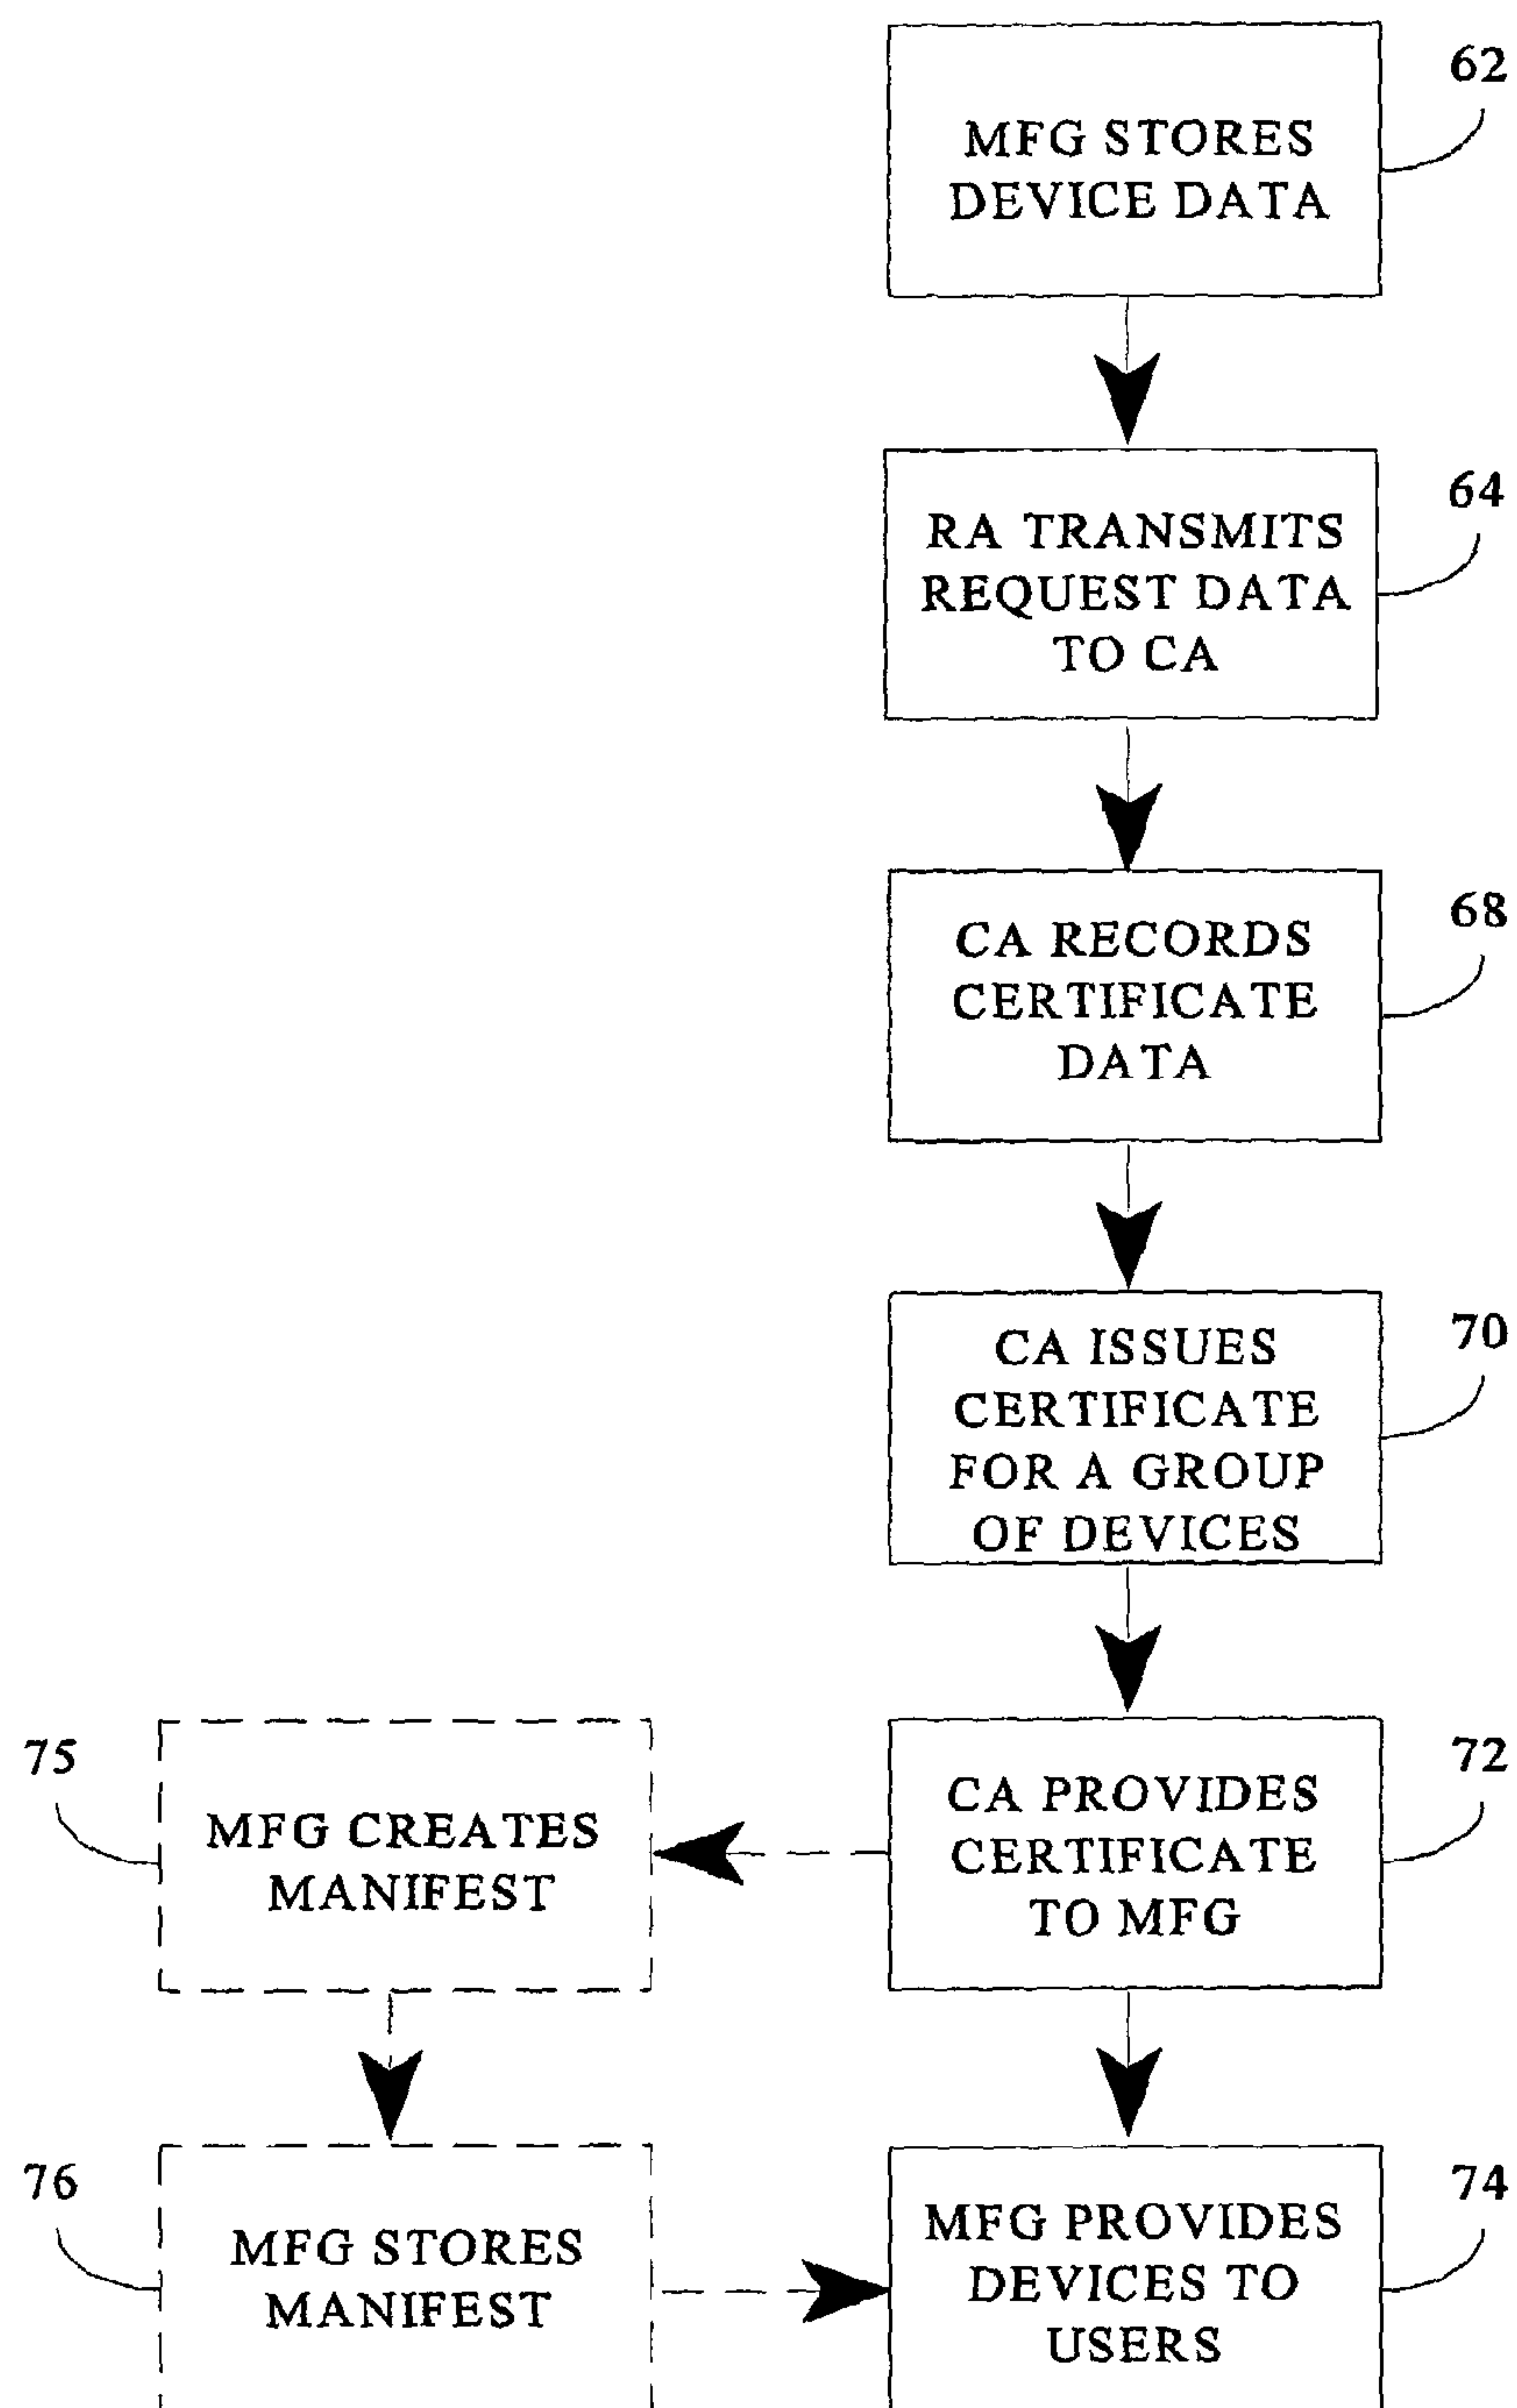 62
MFG STORES
DEVICE DATA
64
RA TRANSMITS
REQUEST DATA
TO CA
68
CA RECORDS
CERTIFICATE
DATA
70
CA ISSUES
CERTIFICATE
FOR A GROUP
OF DEVICES
75
MFG CREATES
MANIFEST
72
CA PROVIDES
CERTIFICATE
TO MFG
76
MFG STORES
MANIFEST
74
MFG PROVIDES
DEVICES TO
USERS